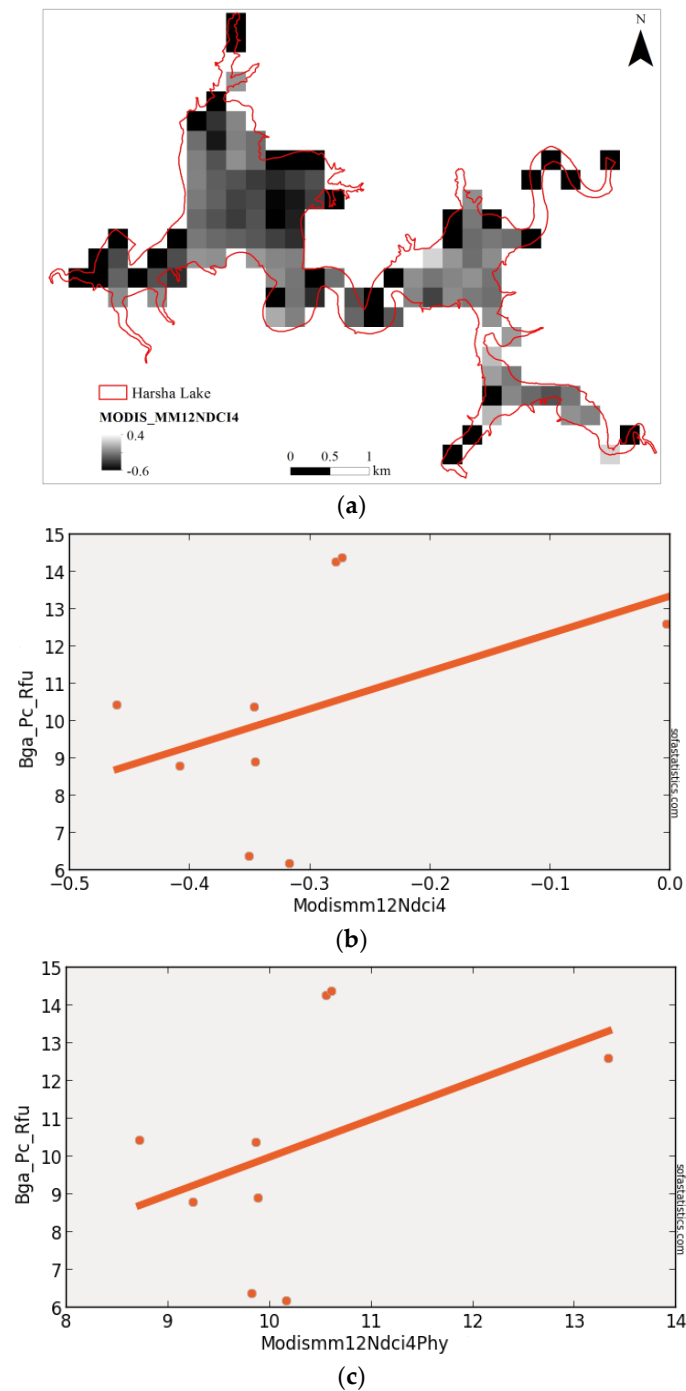 N
Harsha Lake
MODIS_MM12NDCI4
0.4
-0.6
0 0.5 1
km
(a)
15
14
13
12
11
10
9
8
7
6
Bga_Pc_Rfu
−0.5 −0.4 −0.3 −0.2 −0.1 0.0
Modismm12Ndci4
sofastatistics.com
(b)
15
14
13
12
11
10
9
8
7
6
Bga_Pc_Rfu
8 9 10 11 12 13 14
Modismm12Ndci4Phy
sofastatistics.com
(c)